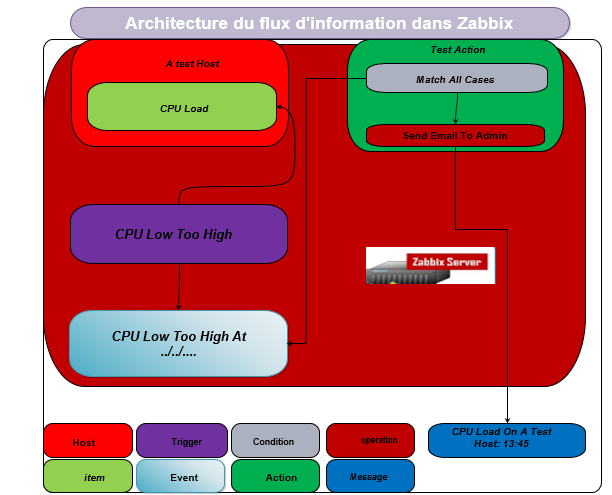 Architecture du flux d'information dans Zabbix
A test Host
Test Action
CPU Load
Match All Cases
Send Email To Admin
CPU Low Too High
Zabbix Server
CPU Low Too High At
../../....
CPU Load On A Test
Host: 13:45
Host
Trigger
Condition
opération
item
Event
Action
Message